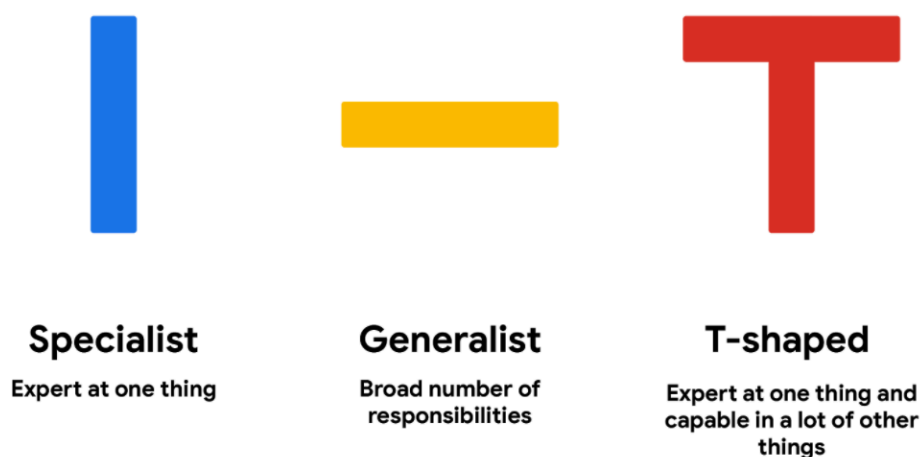 Specialist
Expert at one thing
Generalist
Broad number of
responsibilities
T-shaped
Expert at one thing and
capable in a lot of other
things